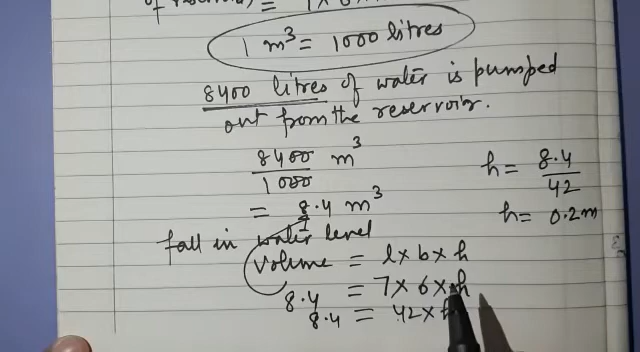 1 m³ = 1000 litres
8400 litres of water is pumped
out from the reservoir.
8400/1000 m³
= 8.4 m³
h = 8.4/42
h = 0.2m
fall in water level
Volume = l × b × h
8.4 = 7 × 6 × h
8.4 = 42 ×